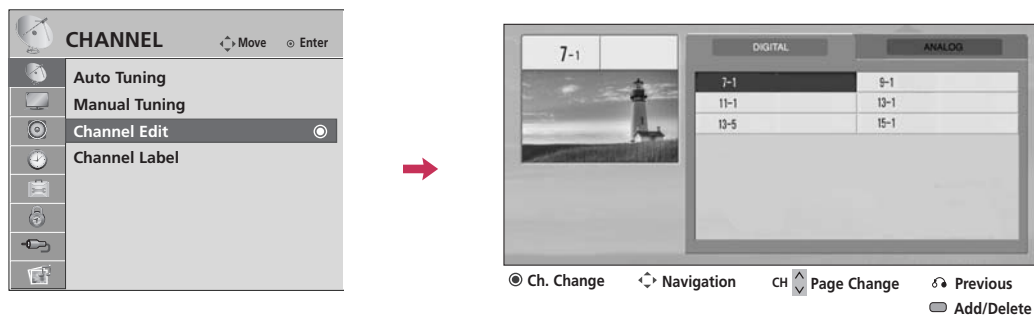 CHANNEL
Move
Enter
Auto Tuning
Manual Tuning
Channel Edit
Channel Label
7-1
DIGITAL
ANALOG
7-1
9-1
11-1
13-1
13-5
15-1
Ch. Change
Navigation
CH
Page Change
Previous
Add/Delete